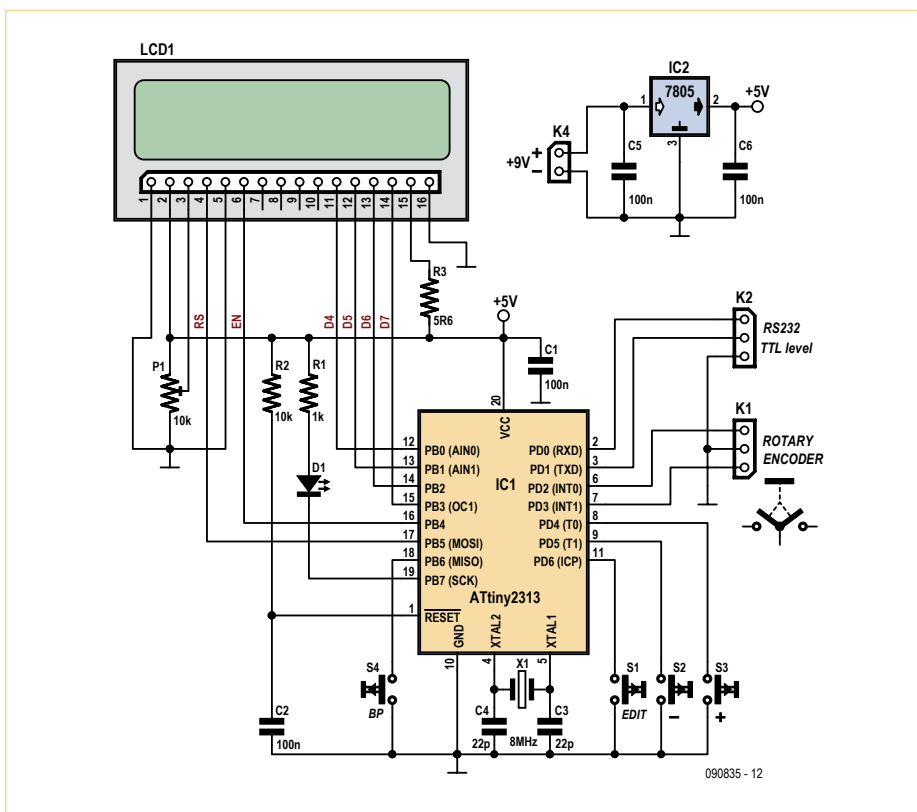 LCD1
1 2 3 4 5 6 7 8 9 10 11 12 13 14 15 16
IC2
7805
1 2
3
+5V
K4
+
+9V
−
C5
100n
C6
100n
RS
EN
D4
D5
D6
D7
R3
5R6
+5V
C1
100n
P1
10k
R2
10k
R1
1k
D1
K2
RS232
TTL level
K1
ROTARY
ENCODER
20
VCC
IC1
ATtiny2313
12 PB0 (AIN0)
13 PB1 (AIN1)
14 PB2
15 PB3 (OC1)
16 PB4
17 PB5 (MOSI)
18 PB6 (MISO)
19 PB7 (SCK)
1 RESET
PD0 (RXD) 2
PD1 (TXD) 3
PD2 (INT0) 6
PD3 (INT1) 7
PD4 (T0) 8
PD5 (T1) 9
PD6 (ICP) 11
GND
XTAL2
XTAL1
10
4
5
X1
8MHz
C4
22p
C3
22p
C2
100n
S4
BP
S1
EDIT
S2
−
S3
+
090835 - 12